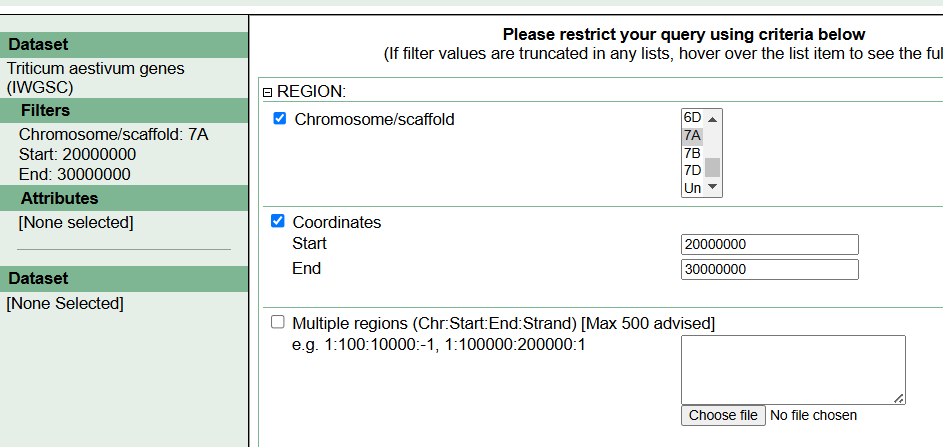 Dataset
Triticum aestivum genes
(IWGSC)
Filters
Chromosome/scaffold: 7A
Start: 20000000
End: 30000000
Attributes
[None selected]
Dataset
[None Selected]
Please restrict your query using criteria below
(If filter values are truncated in any lists, hover over the list item to see the ful
REGION:
Chromosome/scaffold
6D
7A
7B
7D
Un
Coordinates
Start
20000000
End
30000000
Multiple regions (Chr:Start:End:Strand) [Max 500 advised]
e.g. 1:100:10000:-1, 1:100000:200000:1
Choose file No file chosen